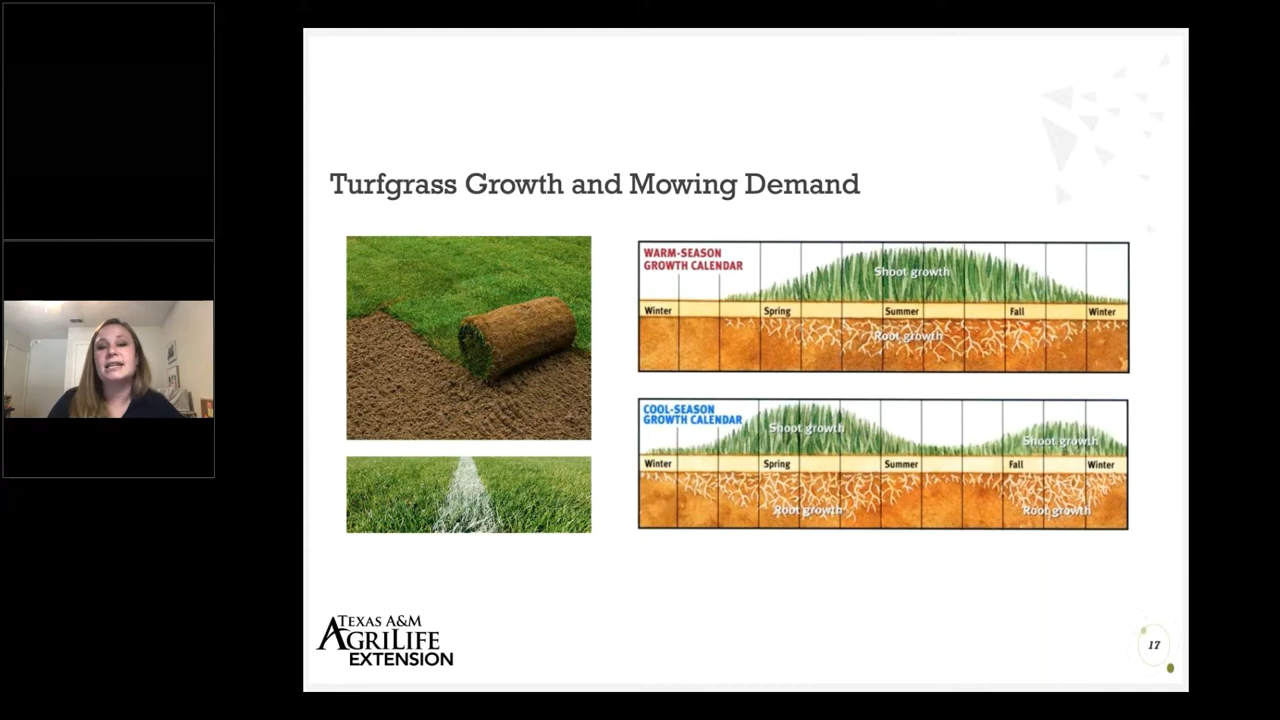 Turfgrass Growth and Mowing Demand
WARM-SEASON
GROWTH CALENDAR
Shoot growth
Winter Spring Summer Fall Winter
Root growth
COOL-SEASON
GROWTH CALENDAR
Shoot growth Shoot growth
Winter Spring Summer Fall Winter
Root growth Root growth
TEXAS A&M
AGRILIFE
EXTENSION
17